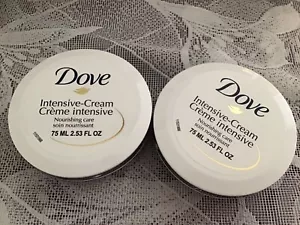 Dove
Intensive-Cream
Crème intensive
Nourishing care
soin nourrissant
75 ML 2.53 FL OZ
Dove
Intensive-Cream
Crème intensive
Nourishing care
soin nourrissant
75 ML 2.53 FL OZ